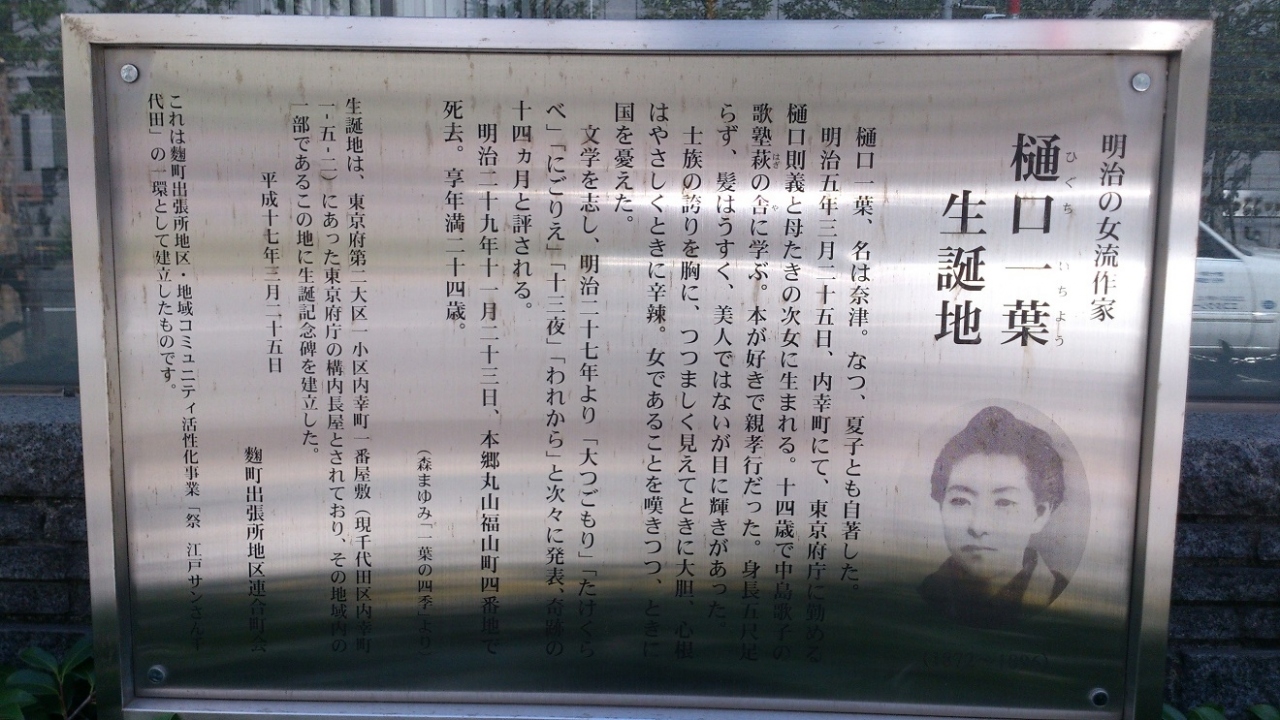 明治の女流作家
樋口一葉
ひぐち
いちよう
生誕地
樋口一葉、名は奈津。なつ、夏子とも自著した。
明治五年三月二十五日、内幸町にて、東京府庁に勤める
樋口則義と母たきの次女に生まれる。十四歳で中島歌子の
歌塾萩の舎に学ぶ。本が好きで親孝行だった。身長五尺足
はぎ
や
らず、髪はうすく、美人ではないが目に輝きがあった。
士族の誇りを胸に、つつましく見えてときに大胆、心根
はやさしくときに辛辣。女であることを嘆きつつ、ときに
国を憂えた。
文学を志し、明治二十七年より「大つごもり」「たけくら
べ」「にごりえ」「十三夜」「われから」と次々に発表、奇跡の
十四ヵ月と評される。
明治二十九年十一月二十三日、本郷丸山福山町四番地で
死去。享年満二十四歳。
（森まゆみ「一葉の四季」より）
生誕地は、東京府第二大区一小区内幸町一番屋敷（現千代田区内幸町
一-五-二）にあった東京府庁の構内長屋とされており、その地域内の
一部であるこの地に生誕記念碑を建立した。
平成十七年三月二十五日
麴町出張所地区連合町会
これは麴町出張所地区・地域コミュニティ活性化事業「祭 江戸サンさん千
代田」の一環として建立したものです。
(1872～1896)